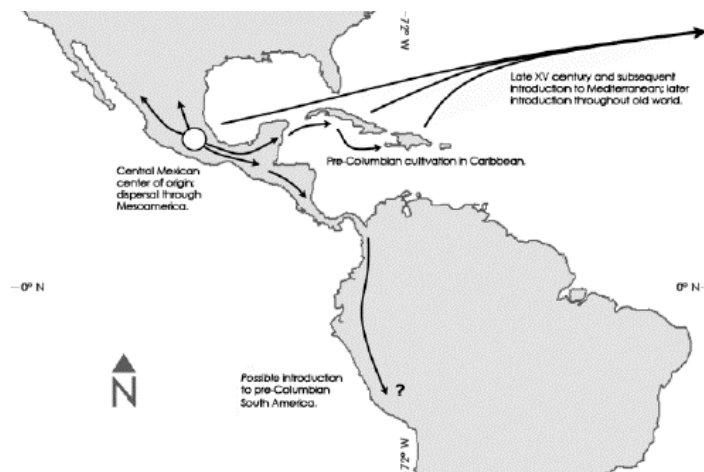 72° W
Late XV century and subsequent
introduction to Mediterranean; later
introduction throughout old world.
Pre-Columbian cultivation in Caribbean.
Central Mexican
center of origin;
dispersal through
Mesoamerica.
0° N
0° N
Possible introduction
to pre-Columbian
South America.
?
N
72° W